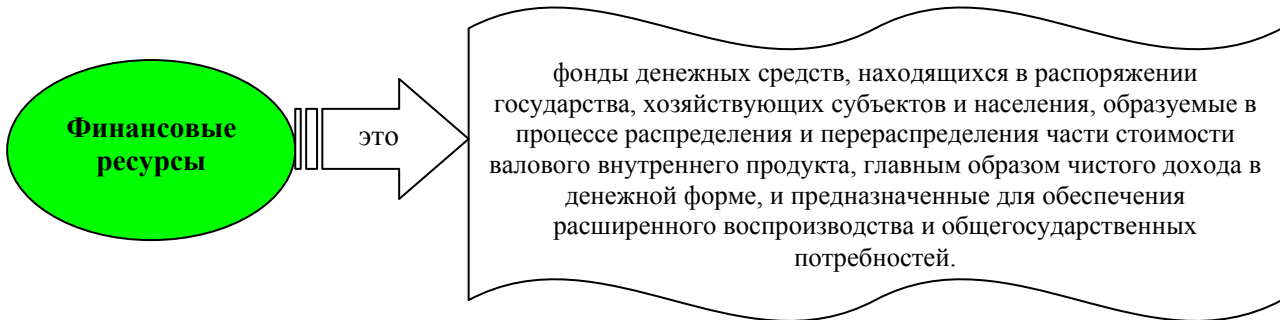 Финансовые
ресурсы
это
фонды денежных средств, находящихся в распоряжении
государства, хозяйствующих субъектов и населения, образуемые в
процессе распределения и перераспределения части стоимости
валового внутреннего продукта, главным образом чистого дохода в
денежной форме, и предназначенные для обеспечения
расширенного воспроизводства и общегосударственных
потребностей.